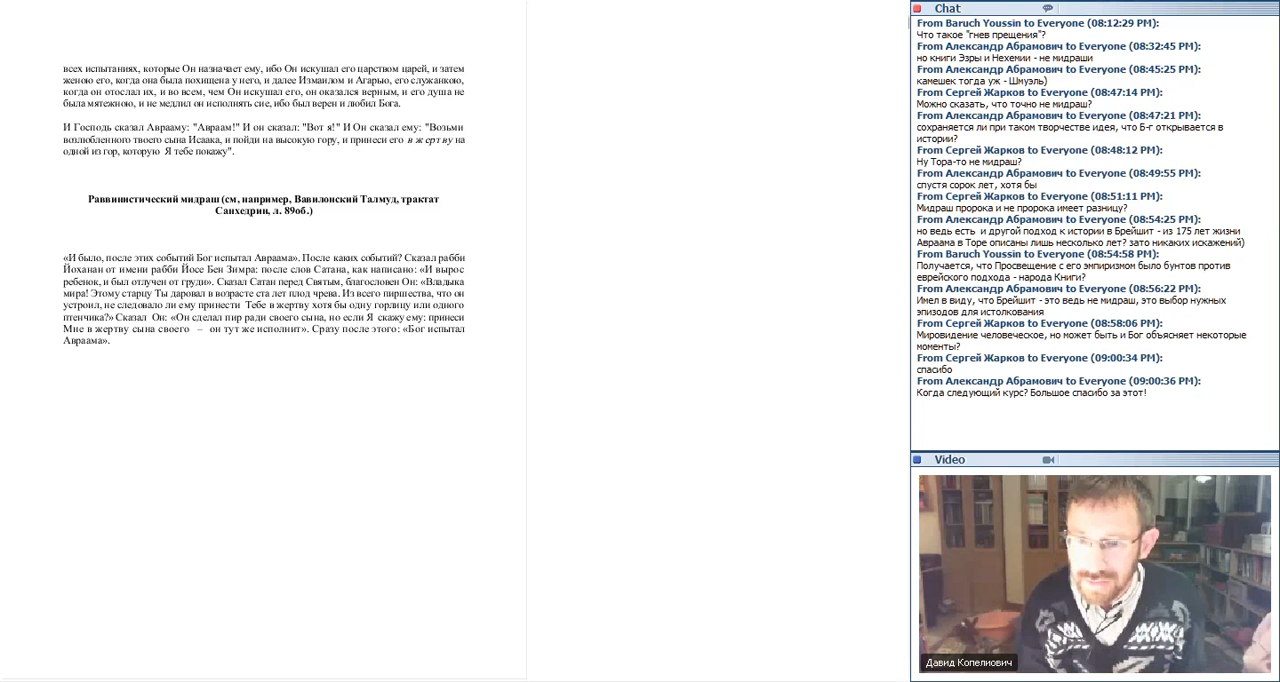 всех испытаниях, которые Он назначает ему, ибо Он искушал его царством царей, и затем
женою его, когда она была похищена у него, и далее Измаилом и Агарью, его служанкою,
когда он отослал их, и во всем, чем Он искушал его, он оказался верным, и его душа не
была мятежною, и не медлил он исполнять сие, ибо был верен и любил Бога.
И Господь сказал Аврааму: "Авраам!" И он сказал: "Вот я!" И Он сказал ему: "Возьми
возлюбленного твоего сына Исаака, и пойди на высокую гору, и принеси его в жертву на
одной из гор, которую Я тебе покажу".
Раввинистический мидраш (см, например, Вавилонский Талмуд, трактат
Санхедрин, л. 89об.)
«И было, после этих событий Бог испытал Авраама». После каких событий? Сказал рабби
Йоханан от имени рабби Йосе Бен Зимра: после слов Сатана, как написано: «И вырос
ребенок, и был отлучен от груди». Сказал Сатан перед Святым, благословен Он: «Владыка
мира! Этому старцу Ты даровал в возрасте ста лет плод чрева. Из всего пиршества, что он
устроил, не следовало ли ему принести Тебе в жертву хотя бы одну горлицу или одного
птенчика?» Сказал Он: «Он сделал пир ради своего сына, но если Я скажу ему: принеси
Мне в жертву сына своего – он тут же исполнит». Сразу после этого: «Бог испытал
Авраама».
Chat
From Baruch Youssin to Everyone (08:12:29 PM):
Что такое "гнев прещения"?
From Александр Абрамович to Everyone (08:32:45 PM):
но книги Эзры и Нехемии - не мидраши
From Александр Абрамович to Everyone (08:45:25 PM):
камешек тогда уж - Шмуэль)
From Сергей Жарков to Everyone (08:47:14 PM):
Можно сказать, что точно не мидраш?
From Александр Абрамович to Everyone (08:47:21 PM):
сохраняется ли при таком творчестве идея, что Б-г открывается в
истории?
From Сергей Жарков to Everyone (08:48:12 PM):
Ну Тора-то не мидраш?
From Александр Абрамович to Everyone (08:49:55 PM):
спустя сорок лет, хотя бы
From Сергей Жарков to Everyone (08:51:11 PM):
Мидраш пророка и не пророка имеет разницу?
From Александр Абрамович to Everyone (08:54:25 PM):
но ведь есть и другой подход к истории в Брейшит - из 175 лет жизни
Авраама в Торе описаны лишь несколько лет? зато никаких искажений)
From Baruch Youssin to Everyone (08:54:58 PM):
Получается, что Просвещение с его эмпиризмом было бунтов против
еврейского подхода - народа Книги?
From Александр Абрамович to Everyone (08:56:22 PM):
Имел в виду, что Брейшит - это ведь не мидраш, это выбор нужных
эпизодов для истолкования
From Сергей Жарков to Everyone (08:58:06 PM):
Мировидение человеческое, но может быть и Бог объясняет некоторые
моменты?
From Сергей Жарков to Everyone (09:00:34 PM):
спасибо
From Александр Абрамович to Everyone (09:00:36 PM):
Когда следующий курс? Большое спасибо за этот!
Video
Давид Копелиович